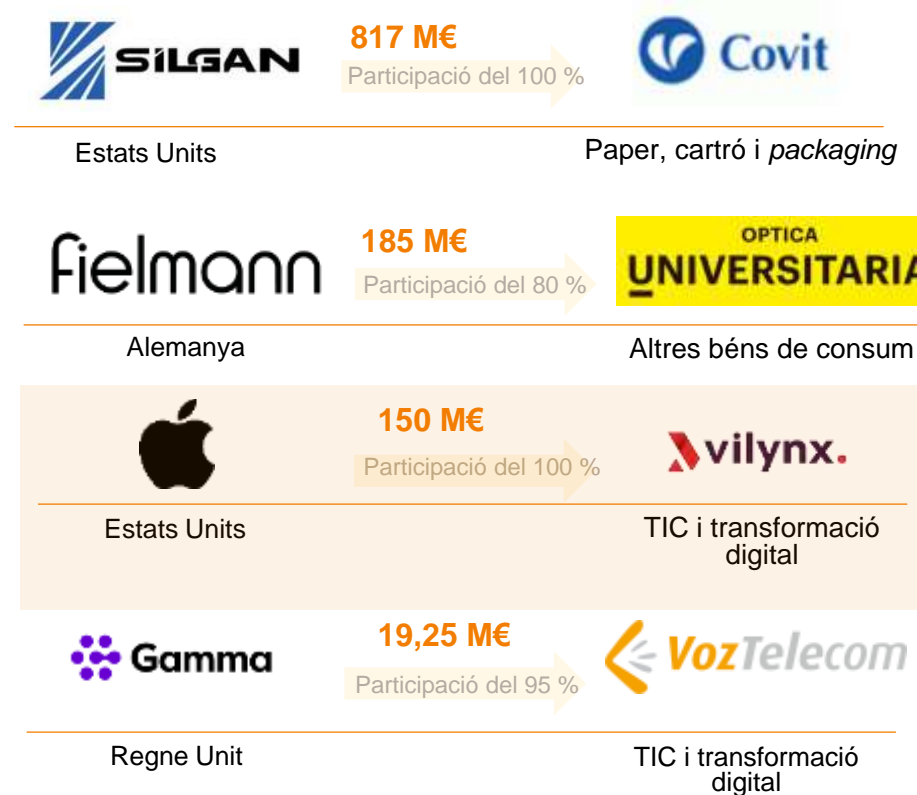 SILGAN
817 M€
Participació del 100 %
Covit
Estats Units
Paper, cartró i packaging
fielmann
185 M€
Participació del 80 %
OPTICA
UNIVERSITARIA
Alemanya
Altres béns de consum
150 M€
Participació del 100 %
vilynx.
Estats Units
TIC i transformació
digital
Gamma
19,25 M€
Participació del 95 %
VozTelecom
Regne Unit
TIC i transformació
digital